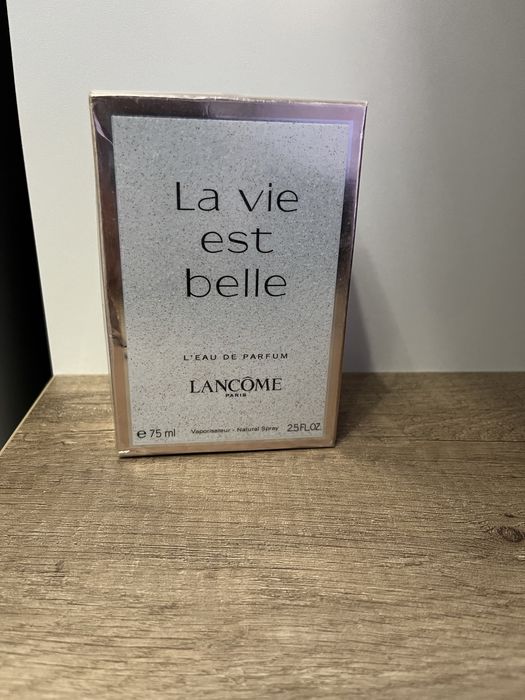 La vie
est
belle
L'EAU DE PARFUM
LANCÔME
PARIS
e 75 ml Vaporisateur - Natural Spray 2.5 FL.OZ.